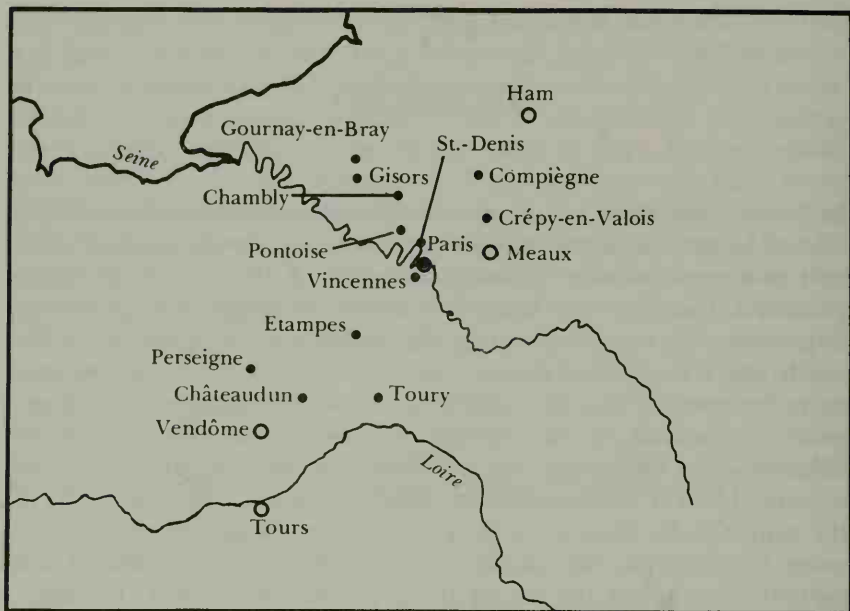 Ham
Gournay-en-Bray
St.-Denis
Seine
Gisors
Compiègne
Chambly
Crépy-en-Valois
Pontoise
Paris
Meaux
Vincennes
Etampes
Perseigne
Châteaudun
Toury
Vendôme
Loire
Tours